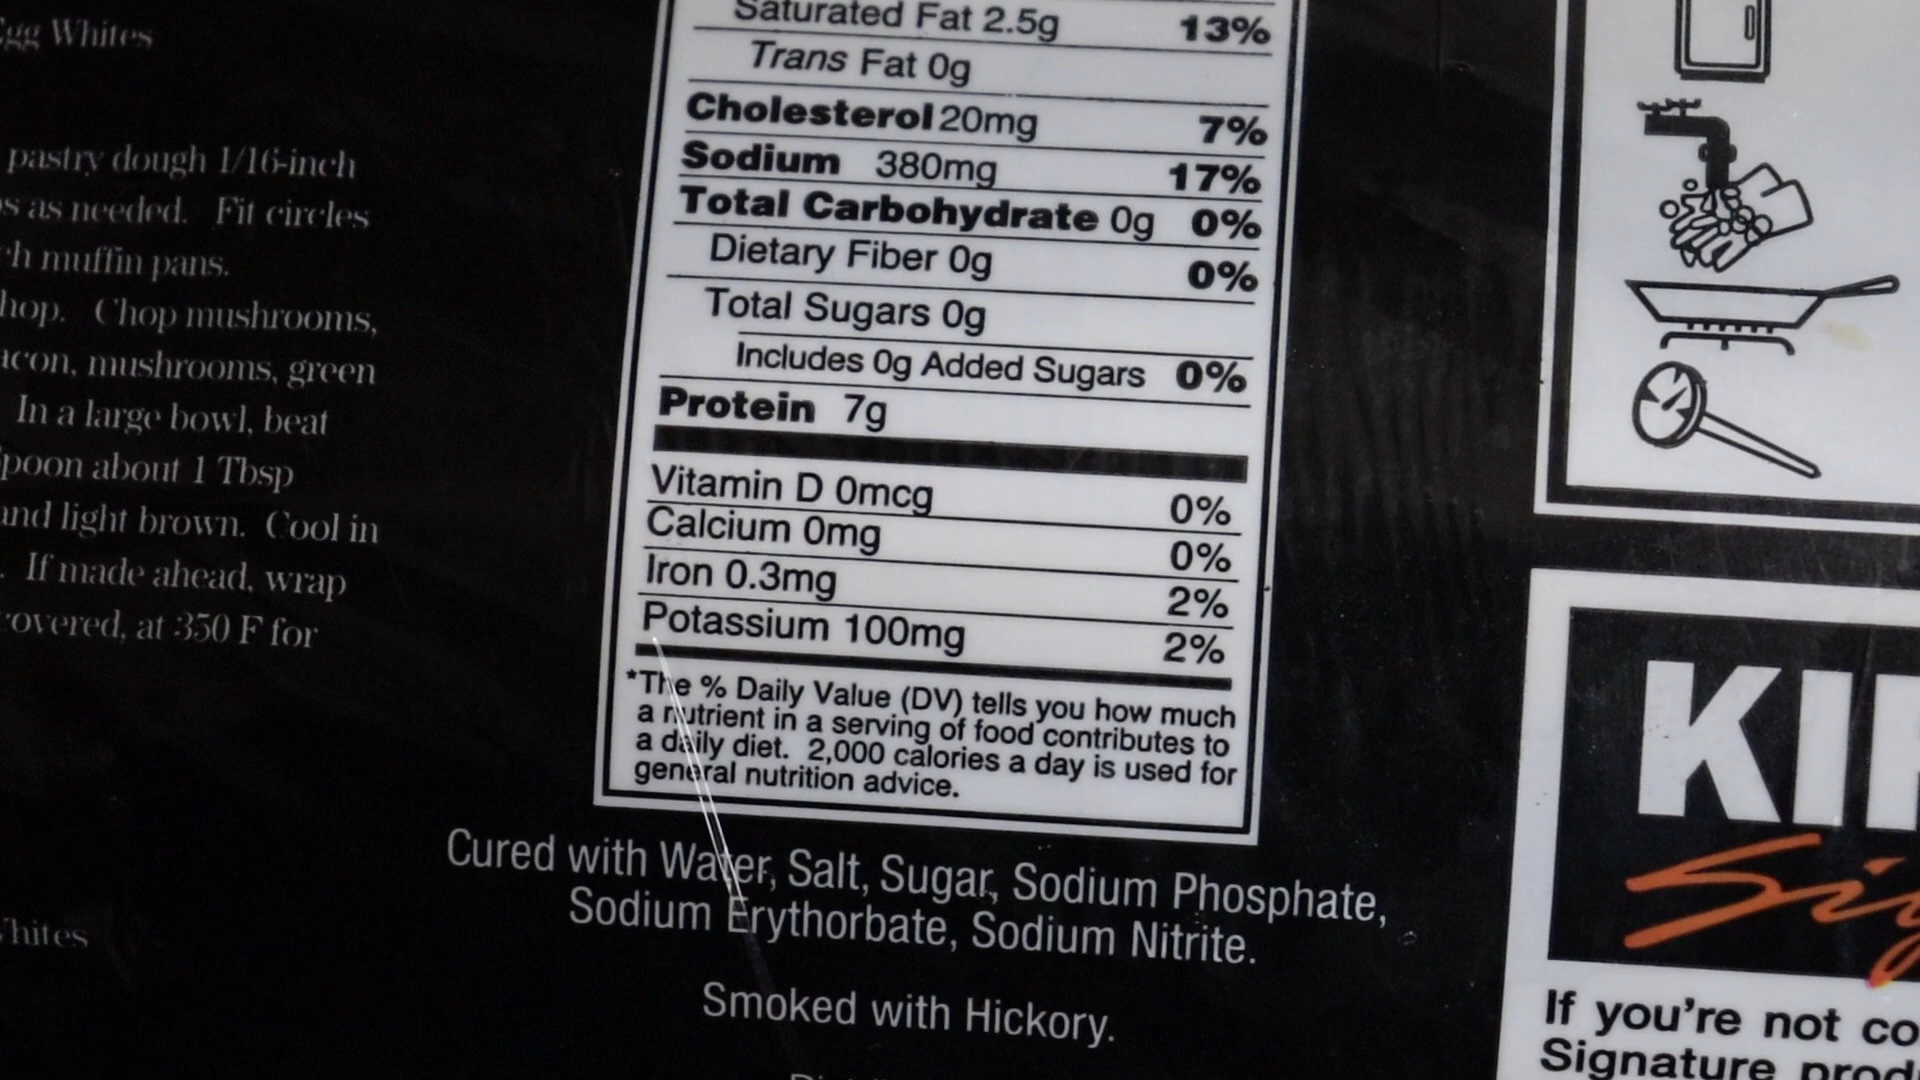 Egg Whites
pastry dough 1/16-inch
as needed. Fit circles
muffin pans.
Chop mushrooms,
mushrooms, green
In a large bowl, beat
about 1 Tbsp
and light brown. Cool in
If made ahead, wrap
at 350 F for
Saturated Fat 2.5g 13%
Trans Fat 0g
Cholesterol 20mg 7%
Sodium 380mg 17%
Total Carbohydrate 0g 0%
Dietary Fiber 0g 0%
Total Sugars 0g
Includes 0g Added Sugars 0%
Protein 7g
Vitamin D 0mcg 0%
Calcium 0mg 0%
Iron 0.3mg 2%
Potassium 100mg 2%
*The % Daily Value (DV) tells you how much
a nutrient in a serving of food contributes to
a daily diet. 2,000 calories a day is used for
general nutrition advice.
Cured with Water, Salt, Sugar, Sodium Phosphate,
Sodium Erythorbate, Sodium Nitrite.
Smoked with Hickory.
If you're not
Signature